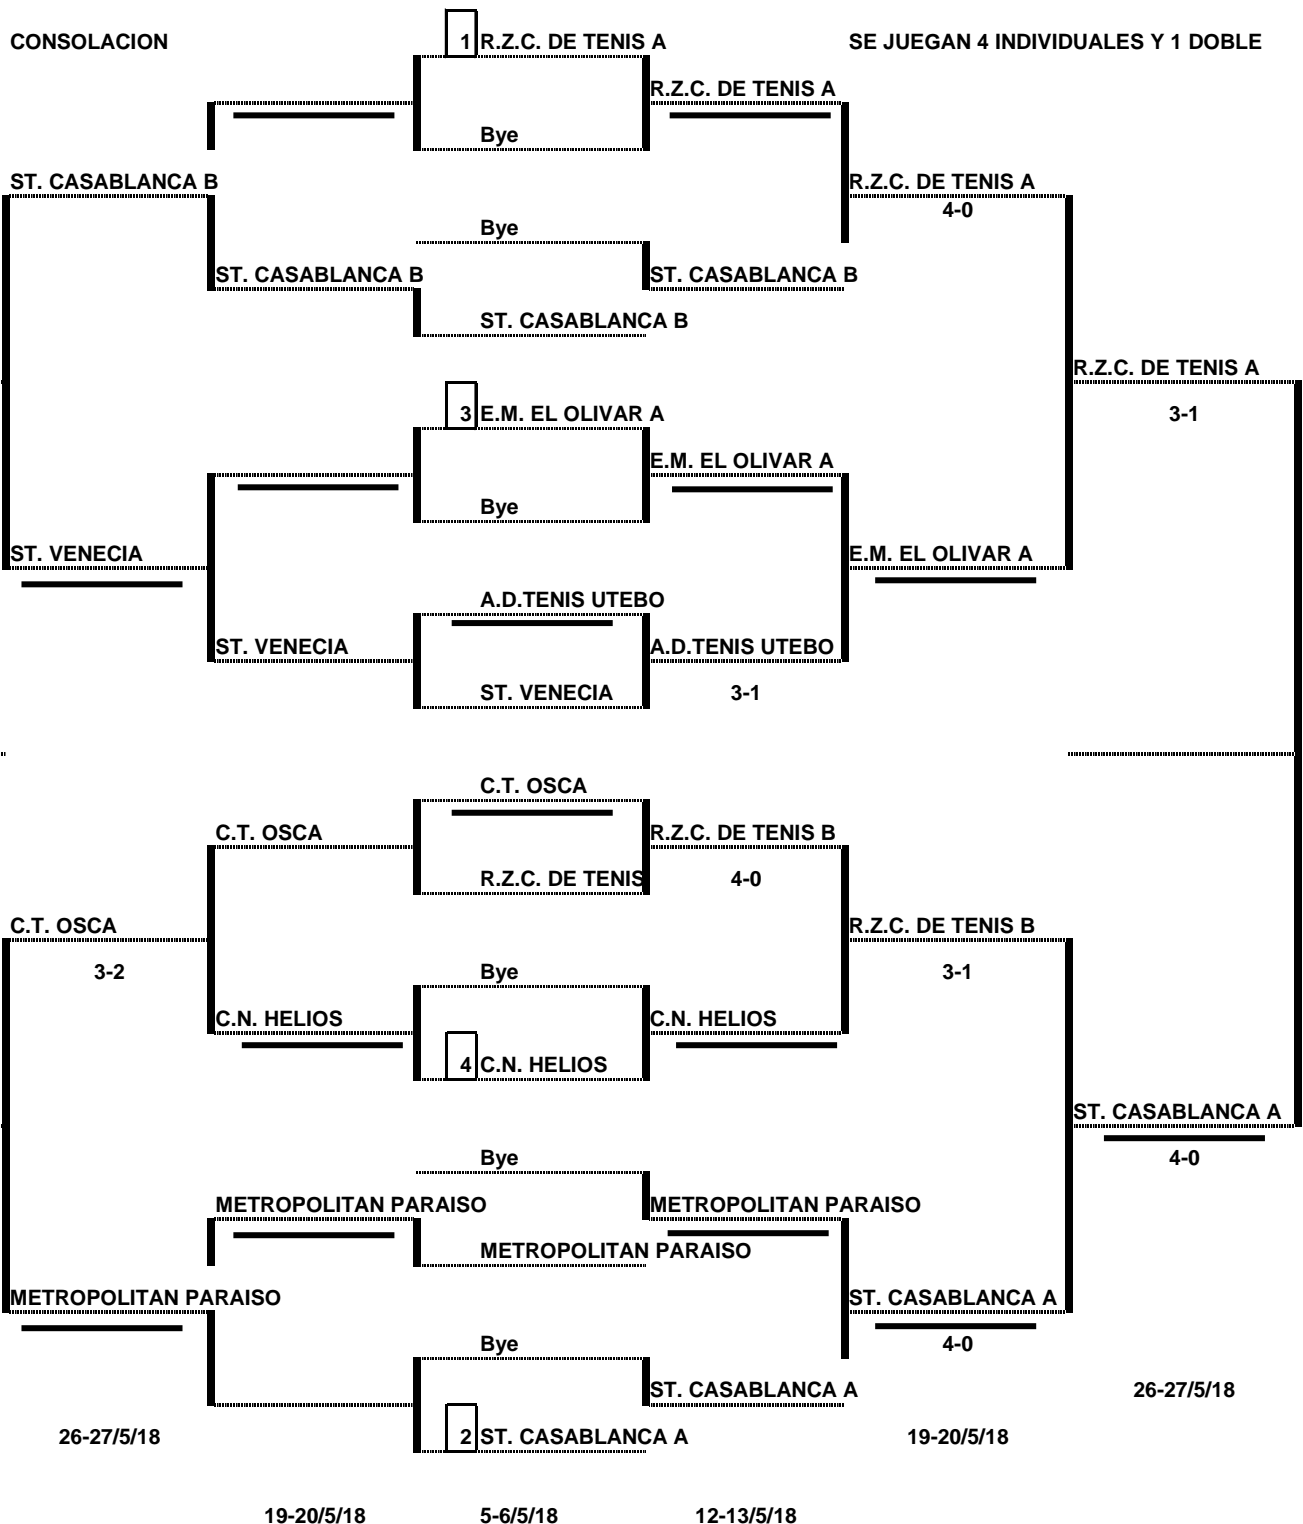 CONSOLACION
1 R.Z.C. DE TENIS A
SE JUEGAN 4 INDIVIDUALES Y 1 DOBLE
R.Z.C. DE TENIS A
Bye
ST. CASABLANCA B
R.Z.C. DE TENIS A
4-0
Bye
ST. CASABLANCA B
ST. CASABLANCA B
ST. CASABLANCA B
R.Z.C. DE TENIS A
3 E.M. EL OLIVAR A
3-1
E.M. EL OLIVAR A
Bye
ST. VENECIA
E.M. EL OLIVAR A
A.D.TENIS UTEBO
ST. VENECIA
A.D.TENIS UTEBO
ST. VENECIA
3-1
C.T. OSCA
C.T. OSCA
R.Z.C. DE TENIS B
R.Z.C. DE TENIS
4-0
C.T. OSCA
R.Z.C. DE TENIS B
3-2
Bye
3-1
C.N. HELIOS
C.N. HELIOS
4 C.N. HELIOS
ST. CASABLANCA A
Bye
4-0
METROPOLITAN PARAISO
METROPOLITAN PARAISO
METROPOLITAN PARAISO
METROPOLITAN PARAISO
ST. CASABLANCA A
Bye
4-0
ST. CASABLANCA A
26-27/5/18
26-27/5/18
2 ST. CASABLANCA A
19-20/5/18
19-20/5/18
5-6/5/18
12-13/5/18